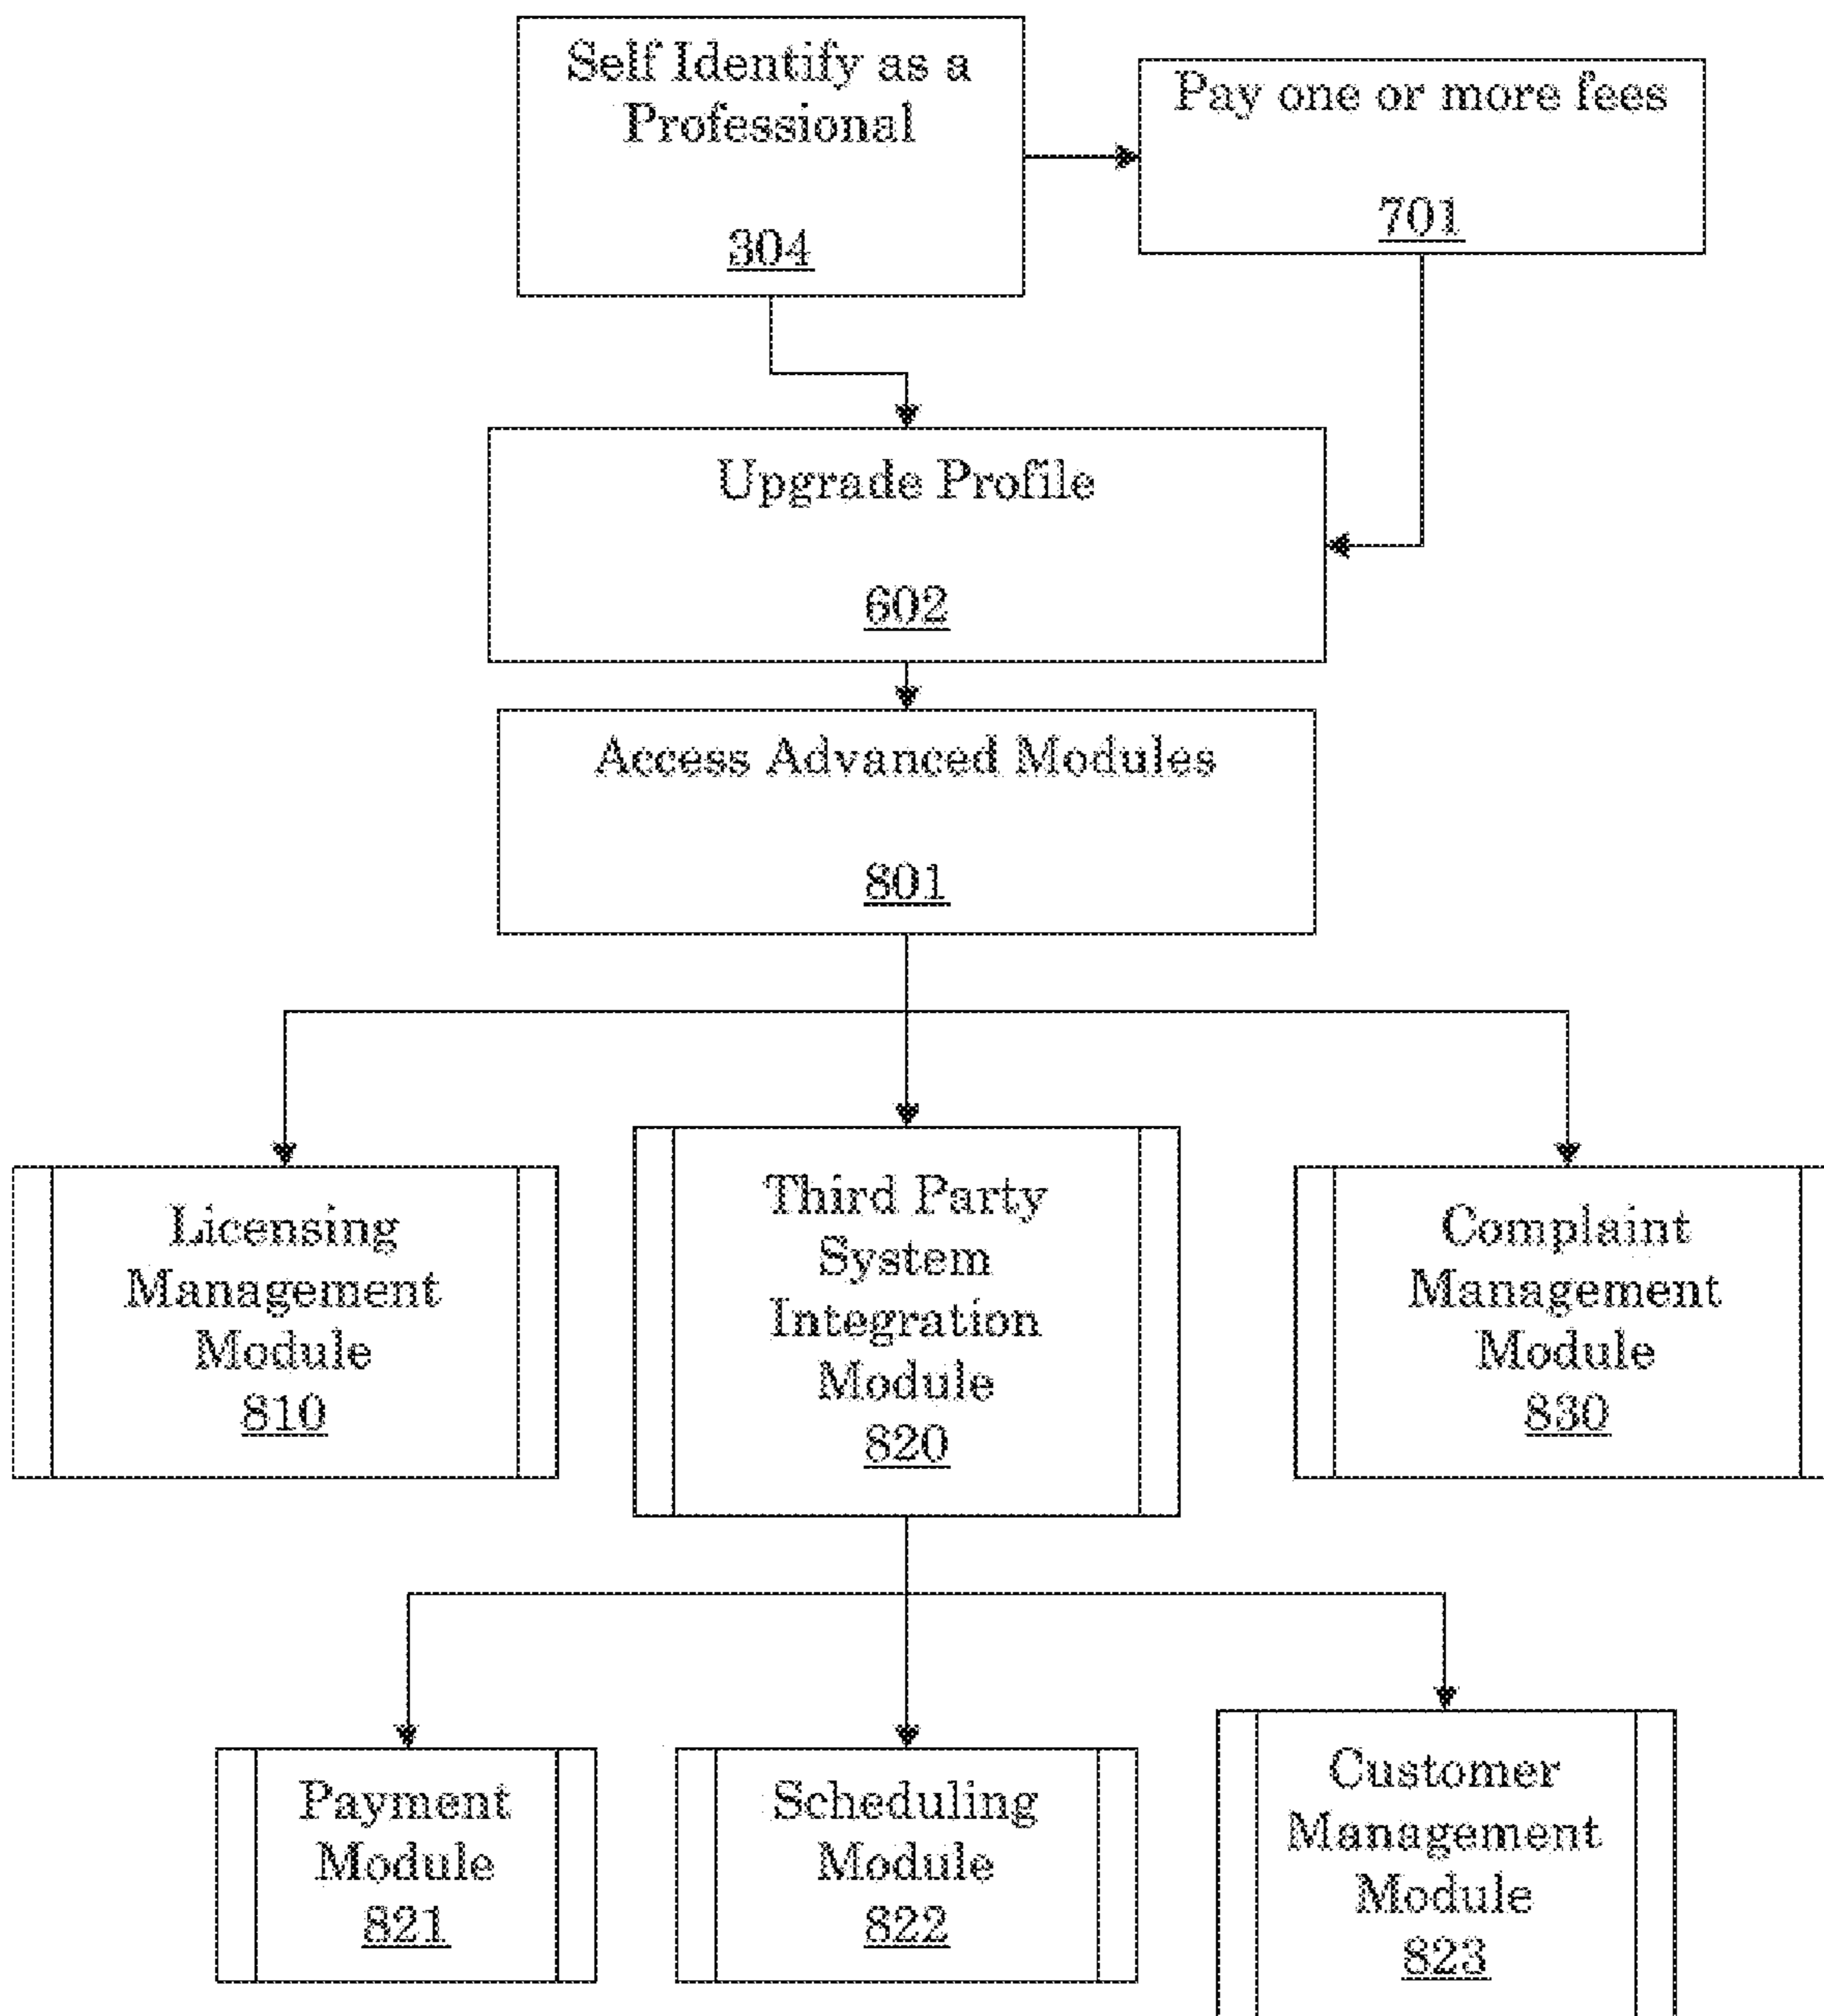 Self Identify as a
Professional
304
Pay one or more fees
701
Upgrade Profile
602
Access Advanced Modules
801
Licensing
Management
Module
810
Third Party
System
Integration
Module
820
Complaint
Management
Module
830
Payment
Module
821
Scheduling
Module
822
Customer
Management
Module
823